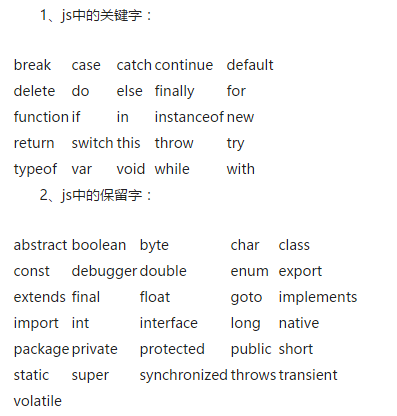 1、js中的关键字：
break case catch continue default
delete do else finally for
function if in instanceof new
return switch this throw try
typeof var void while with
2、js中的保留字：
abstract boolean byte char class
const debugger double enum export
extends final float goto implements
import int interface long native
package private protected public short
static super synchronized throws transient
volatile